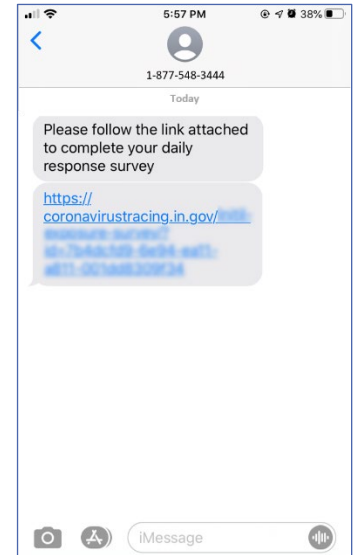 5:57 PM
38%
1-877-548-3444
Today
Please follow the link attached
to complete your daily
response survey
https://
coronavirustracing.in.gov/
iMessage